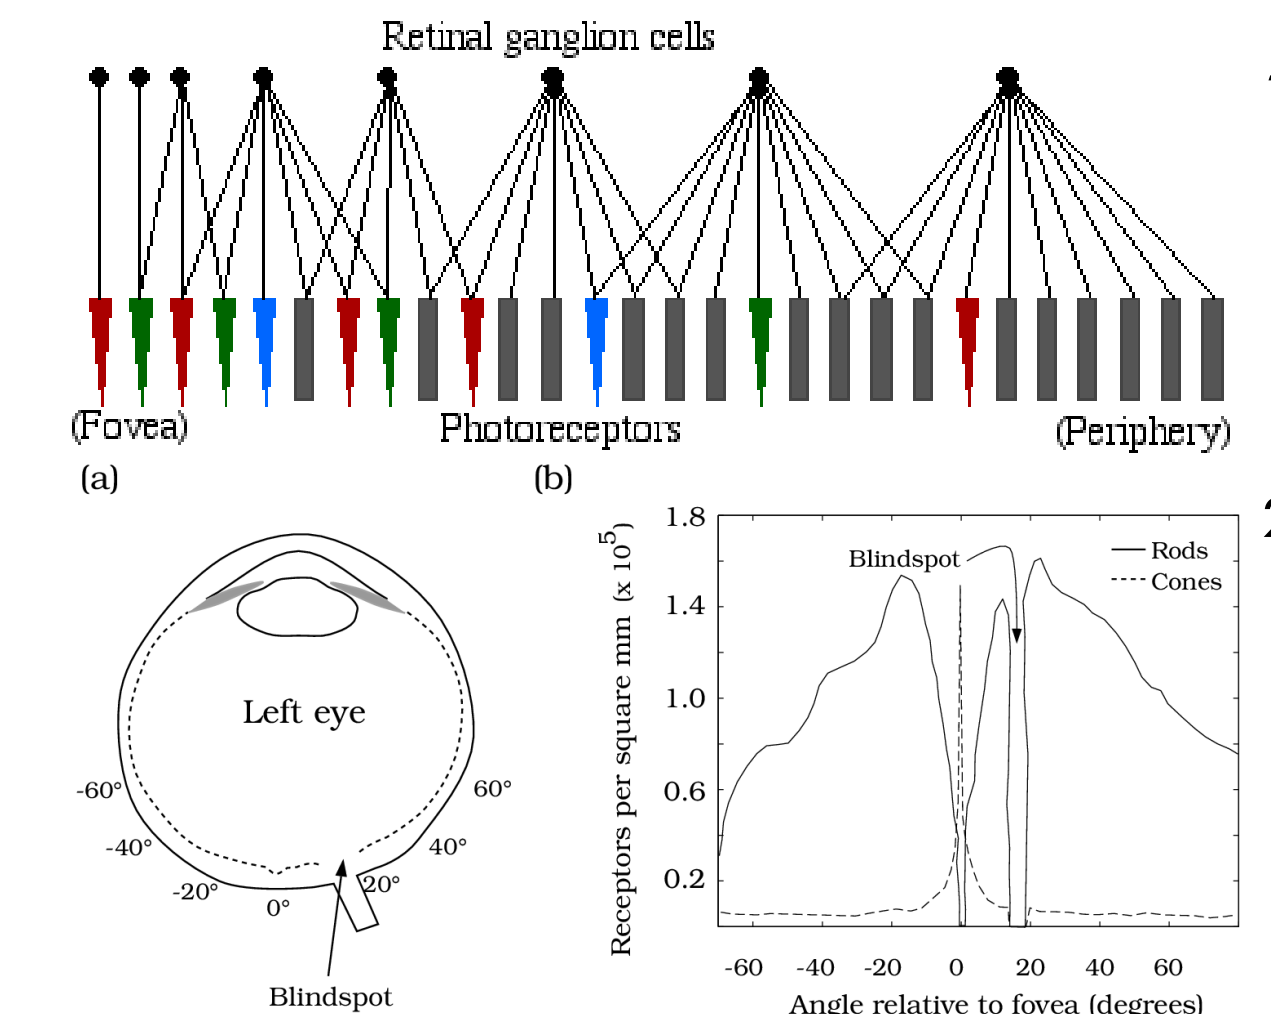 Retinal ganglion cells
(Fovea)
Photoreceptors
(Periphery)
(a)
(b)
Left eye
-60°
-40°
-20°
0°
20°
40°
60°
Blindspot
Receptors per square mm (x 10^5)
1.8
1.4
1.0
0.6
0.2
Blindspot
Rods
Cones
-60 -40 -20 0 20 40 60
Angle relative to fovea (degrees)